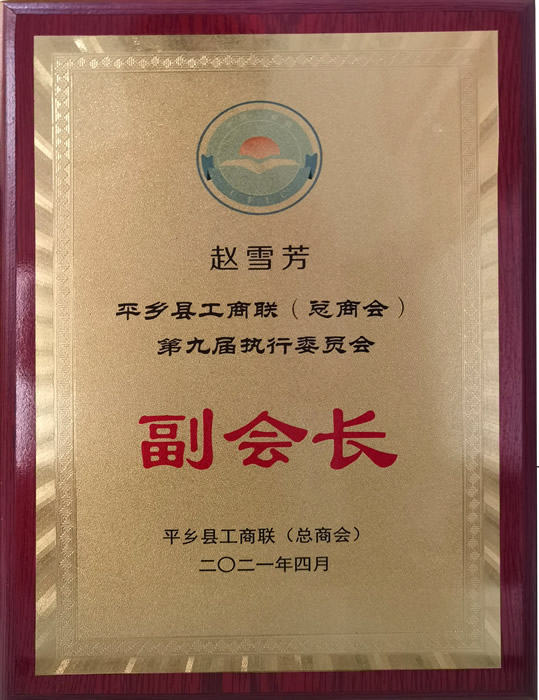 赵雪芳
平乡县工商联（总商会）
第九届执行委员会
副会长
平乡县工商联（总商会）
二〇二一年四月